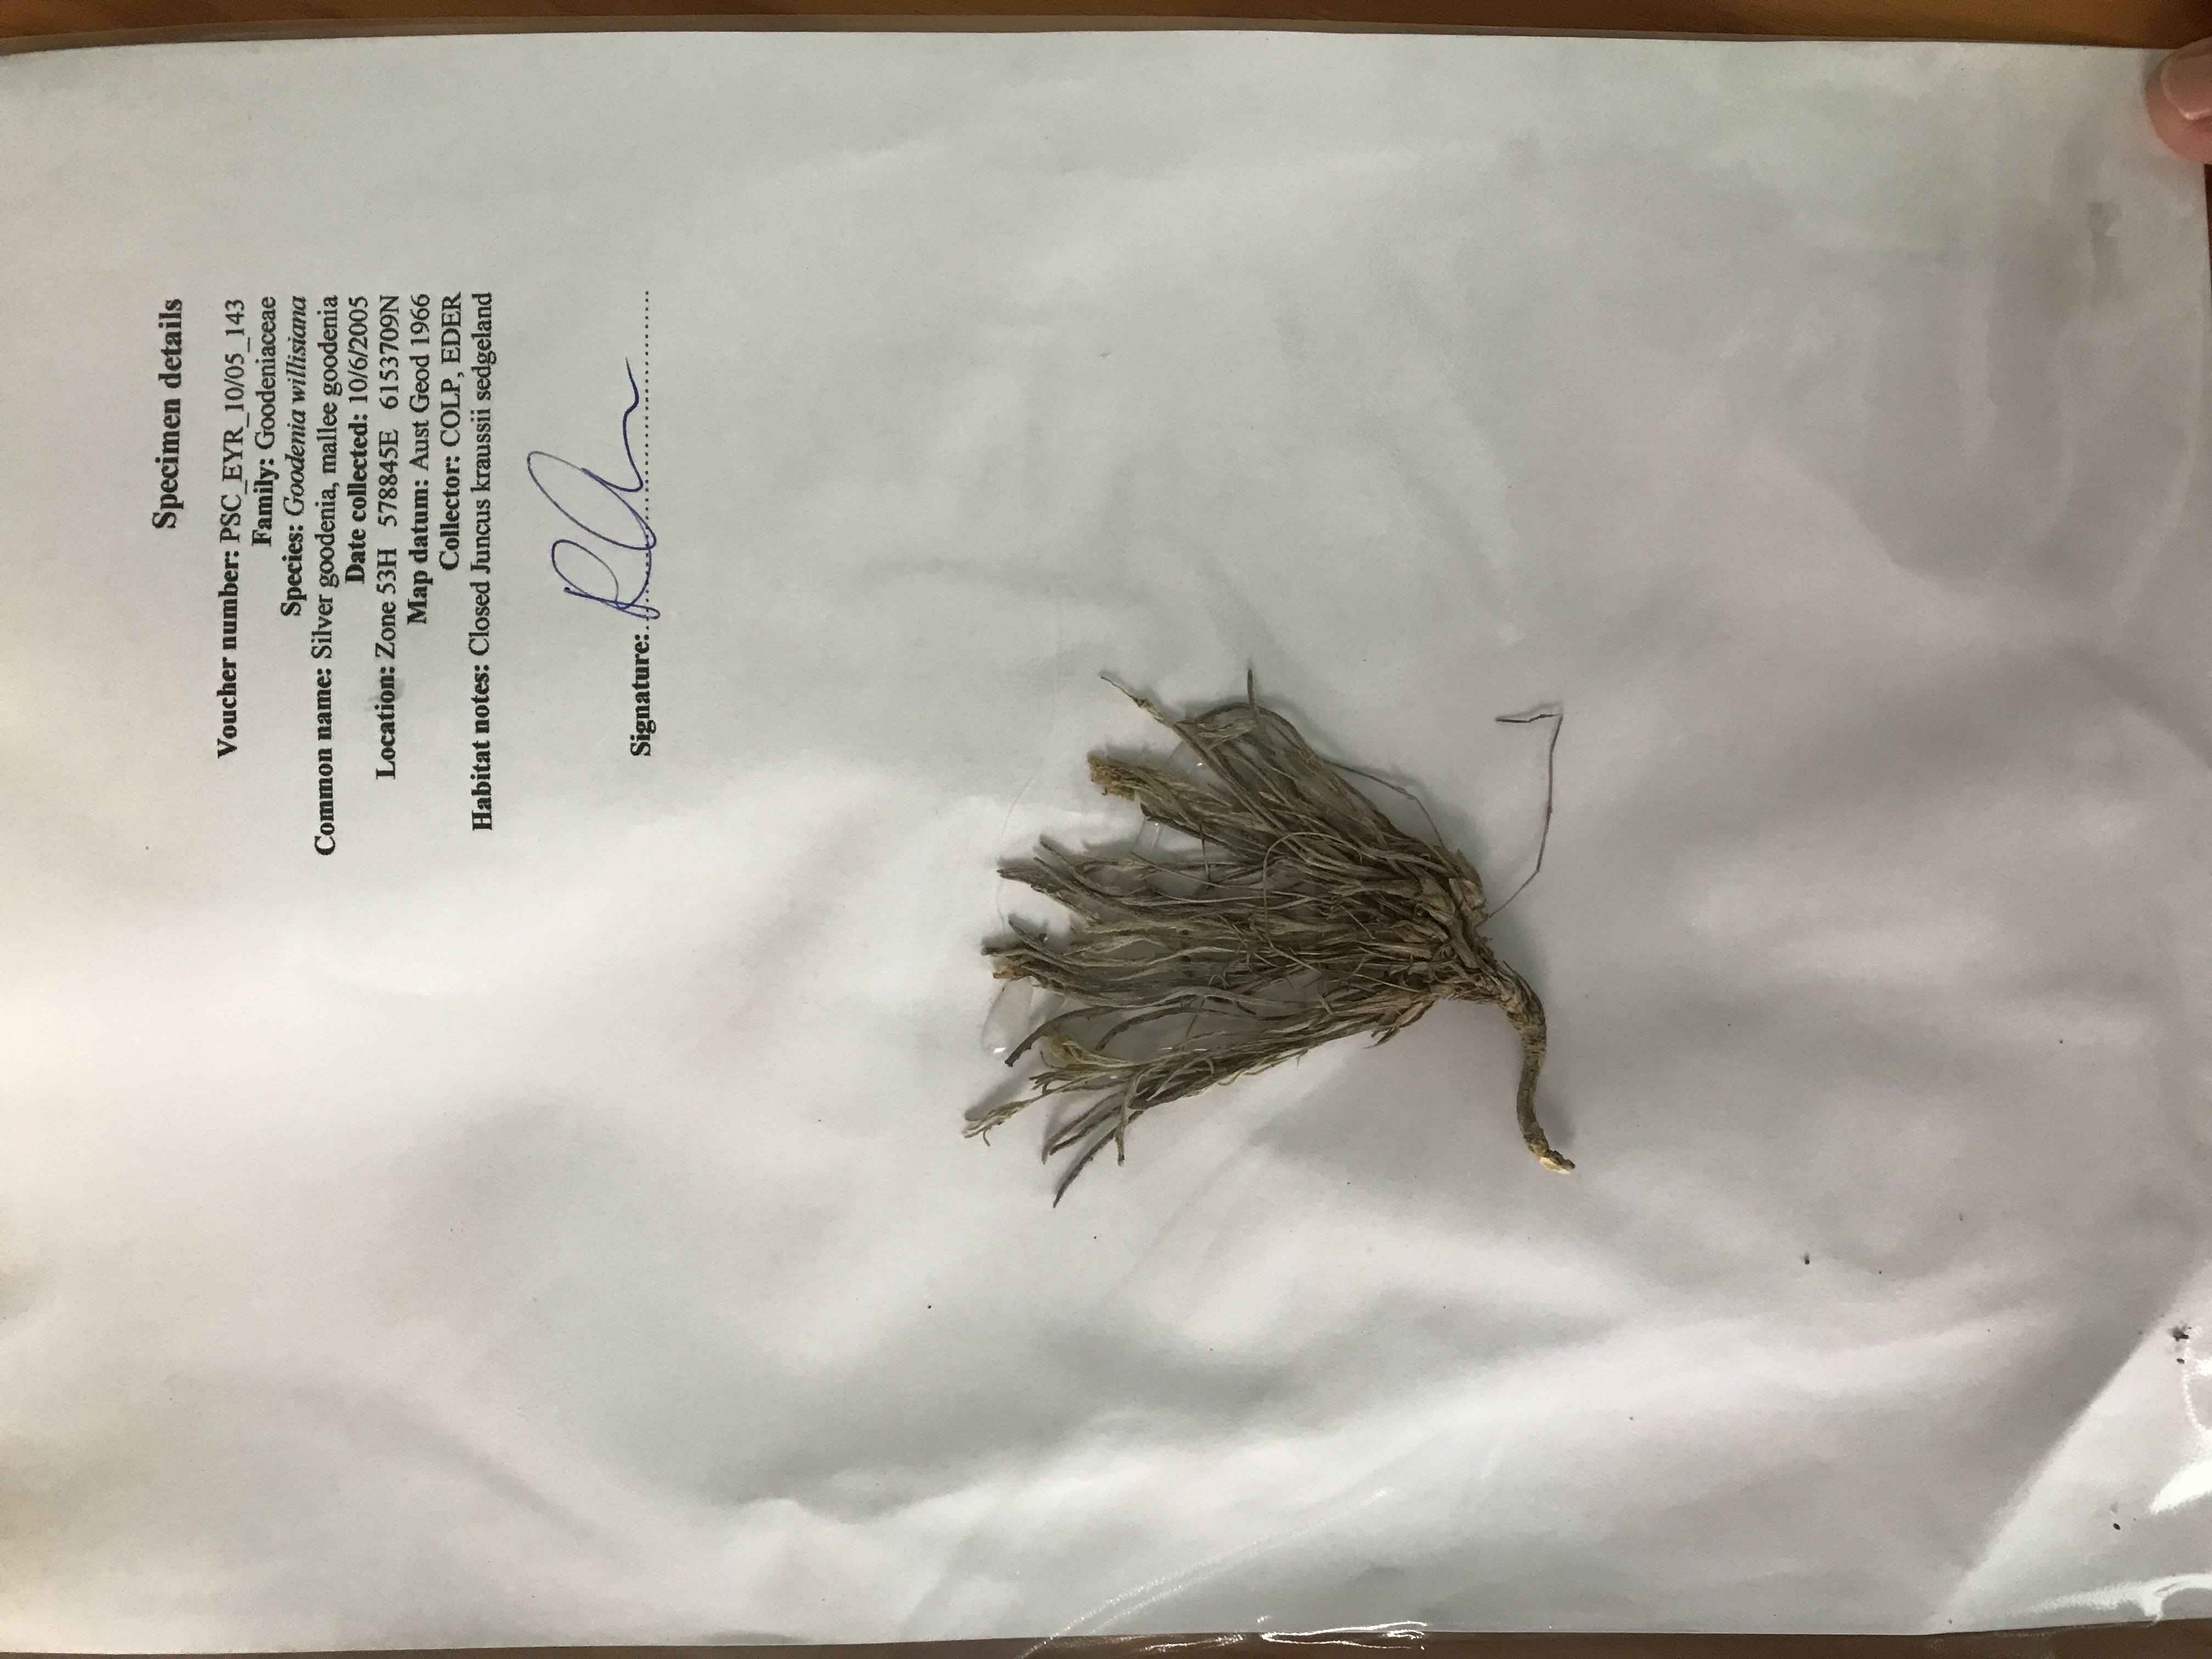 Specimen details
Voucher number: PSC_EYR_10/05_143
Family: Goodeniaceae
Species: Goodenia willisiana
Common name: Silver goodenia, mallee goodenia
Date collected: 10/6/2005
Location: Zone 53H 578845E 6153709N
Map datum: Aust Geod 1966
Collector: COLP, EDER
Habitat notes: Closed Juncus kraussii sedgeland
Signature: